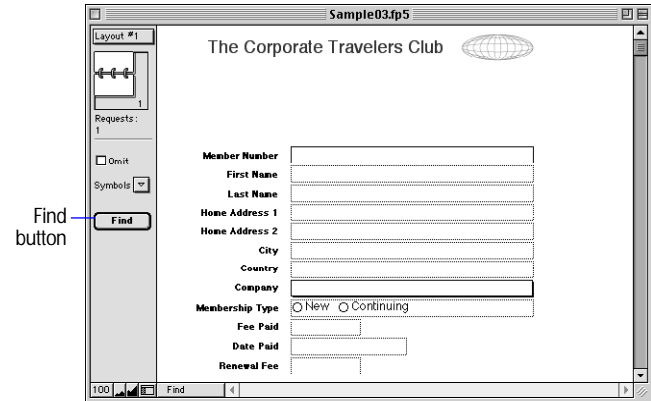 Sample03.fp5
Layout #1
The Corporate Travelers Club
1
Requests:
1
Omit
Symbols
Find
Find
button
Member Number
First Name
Last Name
Home Address 1
Home Address 2
City
Country
Company
Membership Type
New Continuing
Fee Paid
Date Paid
Renewal Fee
100
Find